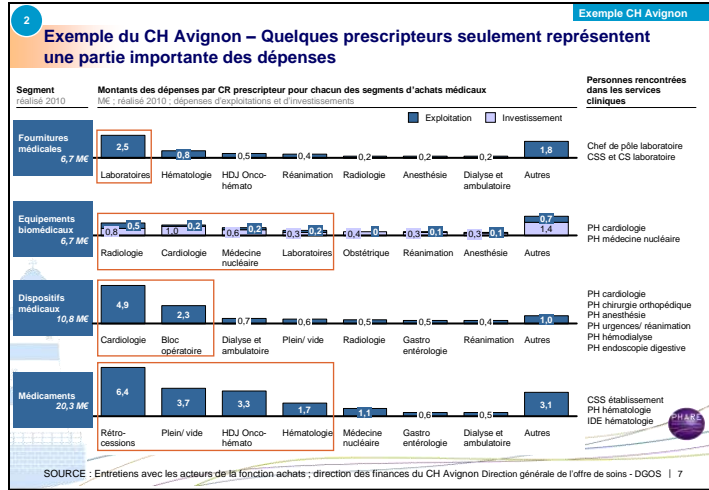 2
Exemple CH Avignon
Exemple du CH Avignon – Quelques prescripteurs seulement représentent
une partie importante des dépenses
Segment
réalisé 2010
Montants des dépenses par CR prescripteur pour chacun des segments d'achats médicaux
M€ ; réalisé 2010 ; dépenses d'exploitations et d'investissements
Personnes rencontrées
dans les services
cliniques
Exploitation
Investissement
Fournitures
médicales
6,7 M€
2,5
0,8
0,5
0,4
0,2
0,2
0,2
1,8
Laboratoires
Hématologie
HDJ Onco-
hémato
Réanimation
Radiologie
Anesthésie
Dialyse et
ambulatoire
Autres
Chef de pôle laboratoire
CSS et CS laboratoire
Equipements
biomédicaux
6,7 M€
0,5
0,8
0,2
1,0
0,2
0,6
0,2
0,3
0
0,4
0,1
0,3
0,1
0,3
0,7
1,4
Radiologie
Cardiologie
Médecine
nucléaire
Laboratoires
Obstétrique
Réanimation
Anesthésie
Autres
PH cardiologie
PH médecine nucléaire
Dispositifs
médicaux
10,8 M€
4,9
2,3
0,7
0,6
0,5
0,5
0,4
1,0
Cardiologie
Bloc
opératoire
Dialyse et
ambulatoire
Plein/ vide
Radiologie
Gastro
entérologie
Réanimation
Autres
PH cardiologie
PH chirurgie orthopédique
PH anesthésie
PH urgences/ réanimation
PH hémodialyse
PH endoscopie digestive
Médicaments
20,3 M€
6,4
3,7
3,3
1,7
1,1
0,6
0,5
3,1
Rétro-
cessions
Plein/ vide
HDJ Onco-
hémato
Hématologie
Médecine
nucléaire
Gastro
entérologie
Dialyse et
ambulatoire
Autres
CSS établissement
PH hématologie
IDE hématologie
PHARE
SOURCE : Entretiens avec les acteurs de la fonction achats ; direction des finances du CH Avignon
Direction générale de l'offre de soins - DGOS | 7